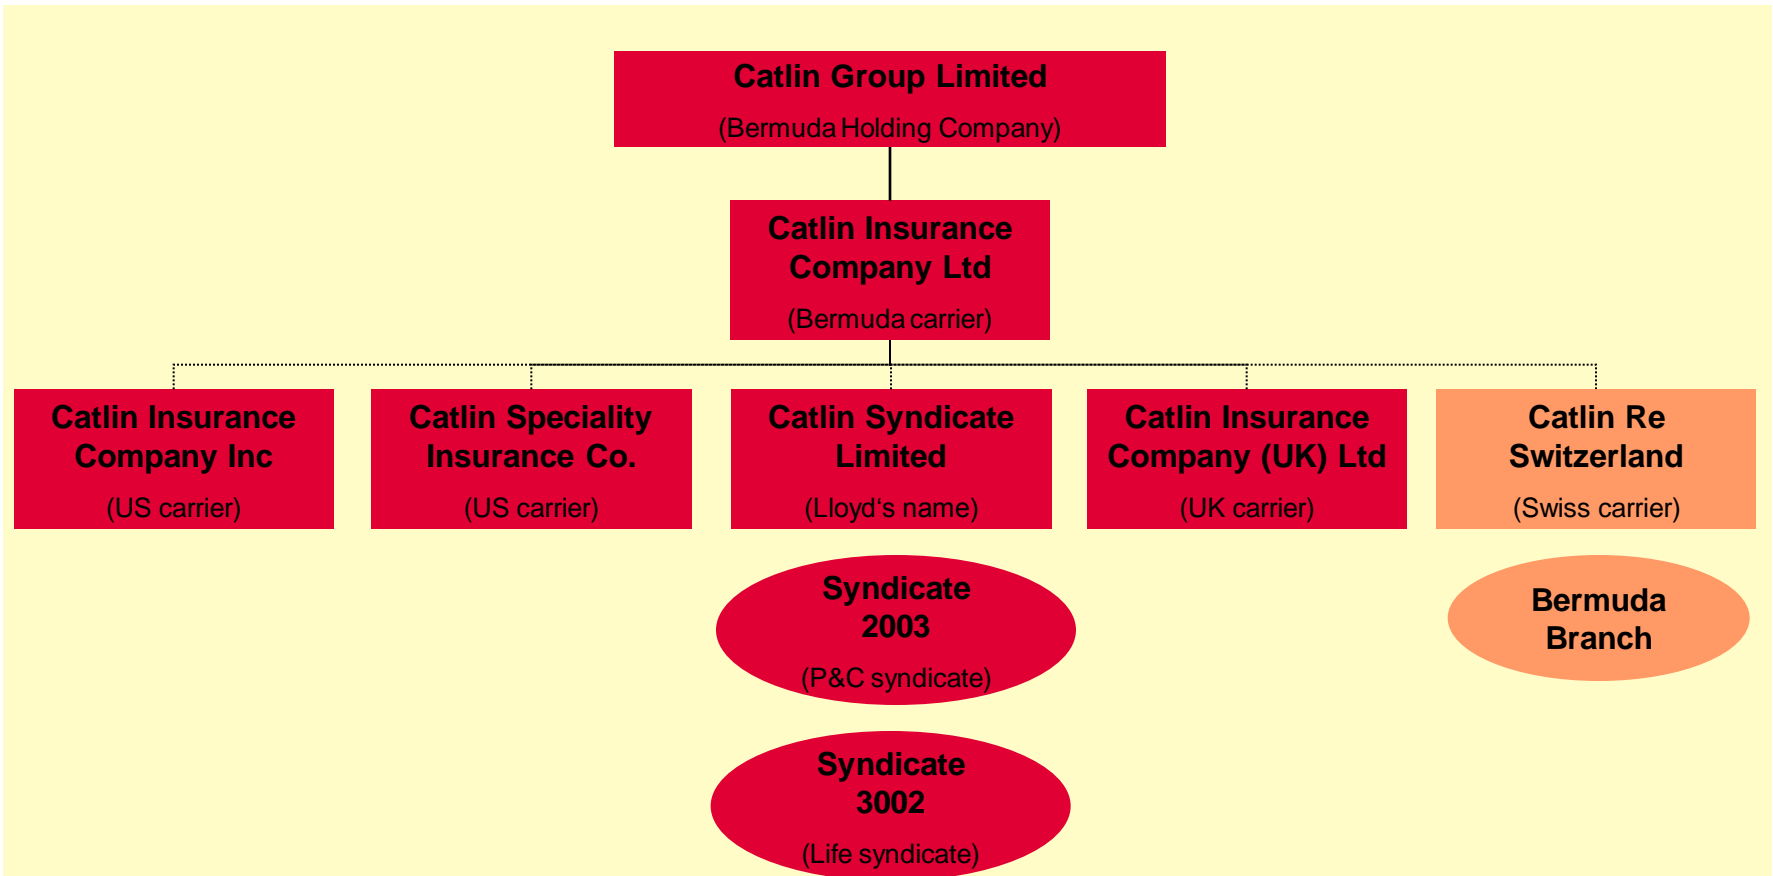 Catlin Group Limited
(Bermuda Holding Company)
Catlin Insurance
Company Ltd
(Bermuda carrier)
Catlin Insurance
Company Inc
(US carrier)
Catlin Speciality
Insurance Co.
(US carrier)
Catlin Syndicate
Limited
(Lloyd‘s name)
Catlin Insurance
Company (UK) Ltd
(UK carrier)
Catlin Re
Switzerland
(Swiss carrier)
Syndicate
2003
(P&C syndicate)
Bermuda
Branch
Syndicate
3002
(Life syndicate)